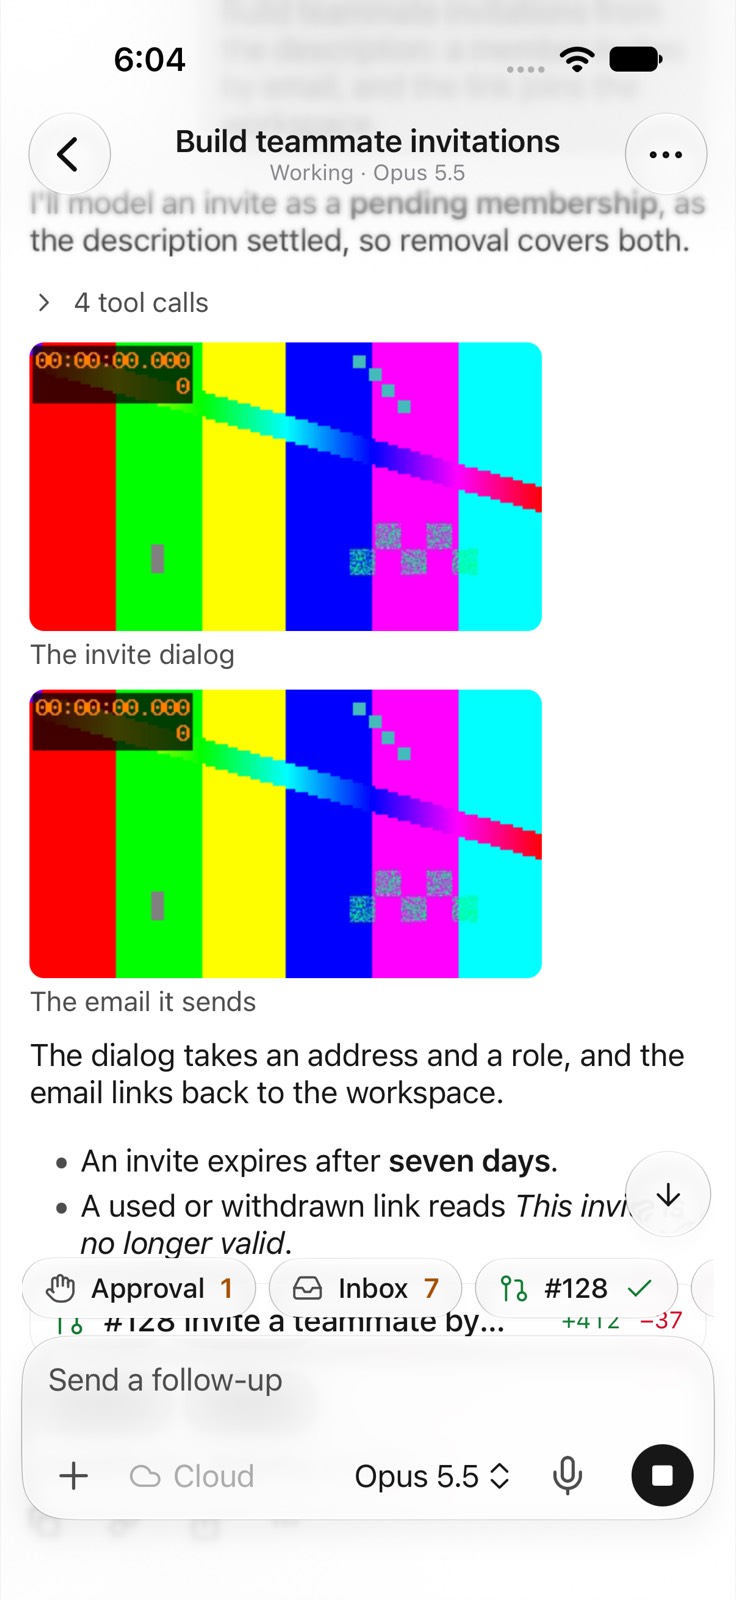 6:04
Build teammate invitations
Working · Opus 5.5
I'll model an invite as a pending membership, as
the description settled, so removal covers both.
4 tool calls
00:00:00.000
0
The invite dialog
00:00:00.000
0
The email it sends
The dialog takes an address and a role, and the
email links back to the workspace.
• An invite expires after seven days.
• A used or withdrawn link reads This
no longer valid.
Approval 1
Inbox 7
#128
#128 Invite a teammate by... +412 −37
Send a follow-up
Cloud
Opus 5.5